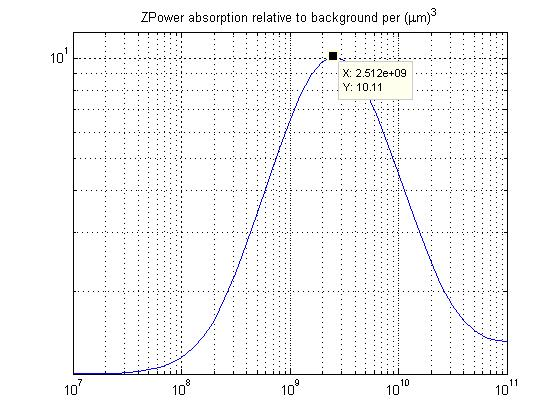 ZPower absorption relative to background per (μm)³
10¹
X: 2.512e+09
Y: 10.11
10⁷ 10⁸ 10⁹ 10¹⁰ 10¹¹